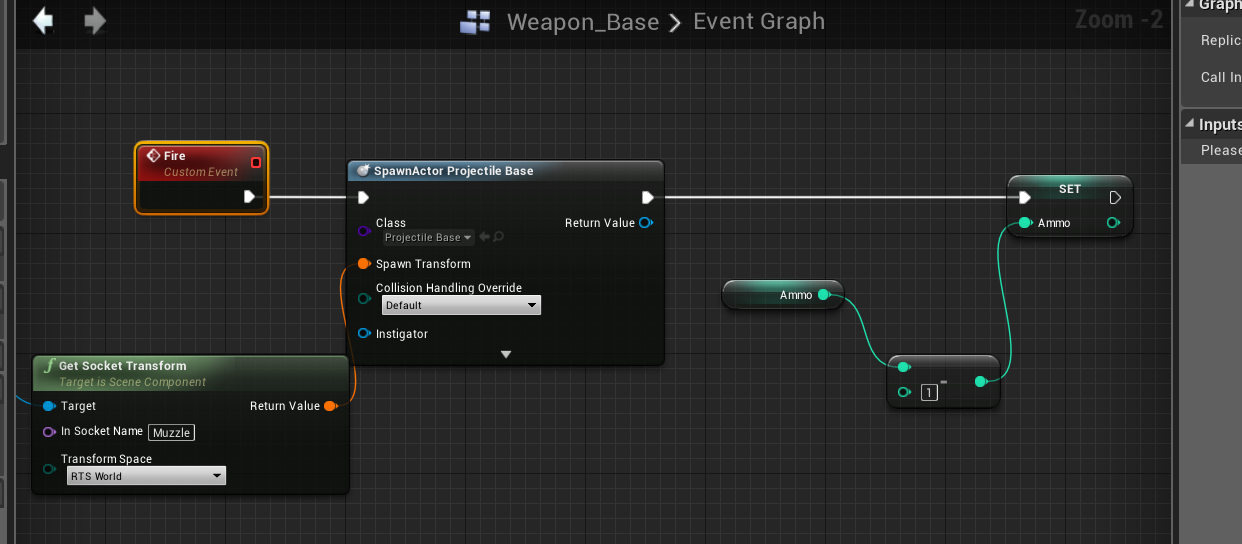 Weapon_Base > Event Graph
Zoom -2
Graph
Replic
Call In
Inputs
Please
Fire
Custom Event
SpawnActor Projectile Base
Class
Projectile Base
Return Value
Spawn Transform
Collision Handling Override
Default
Instigator
SET
Ammo
Ammo
-
1
Get Socket Transform
Target is Scene Component
Target
Return Value
In Socket Name Muzzle
Transform Space
RTS World